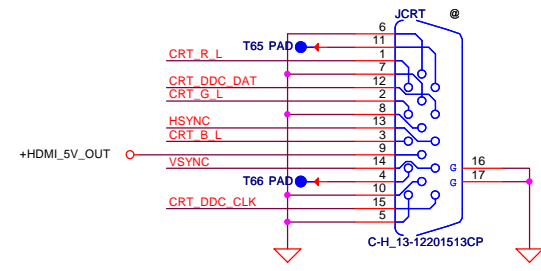 JCRT @
6
T65 PAD 11
CRT_R_L 1
7
CRT_DDC_DAT 12
CRT_G_L 2
8
HSYNC 13
CRT_B_L 3
+HDMI_5V_OUT 9
VSYNC 14
G 16
T66 PAD 4
G 17
10
CRT_DDC_CLK 15
5
C-H_13-12201513CP